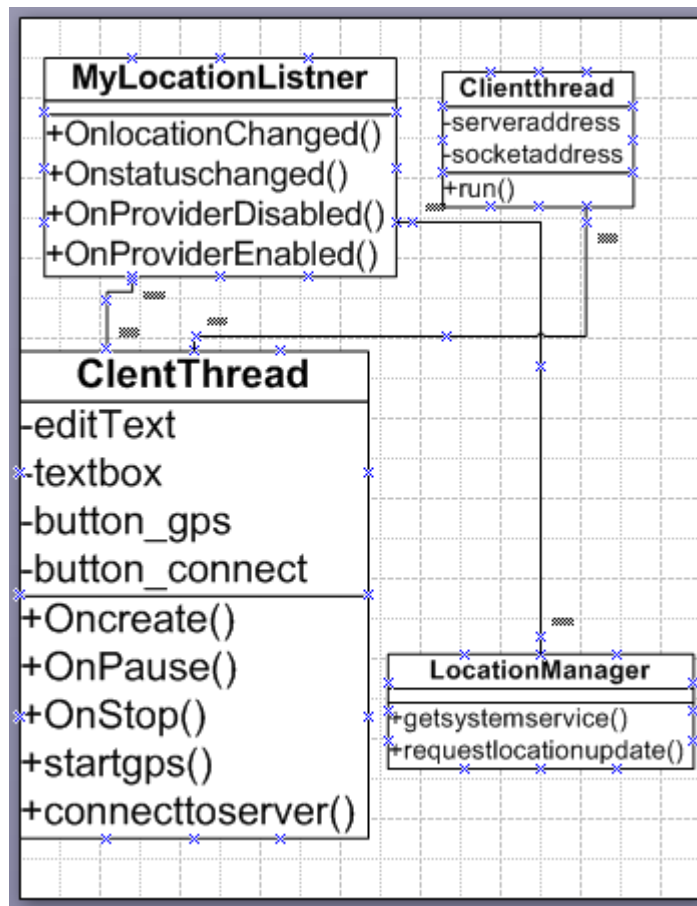 MyLocationListner
+OnlocationChanged()
+Onstatuschanged()
+OnProviderDisabled()
+OnProviderEnabled()
Clientthread
-serveraddress
-socketaddress
+run()
ClentThread
-editText
-textbox
-button_gps
-button_connect
+Oncreate()
+OnPause()
+OnStop()
+startgps()
+connecttoserver()
LocationManager
+getsystemservice()
+requestlocationupdate()